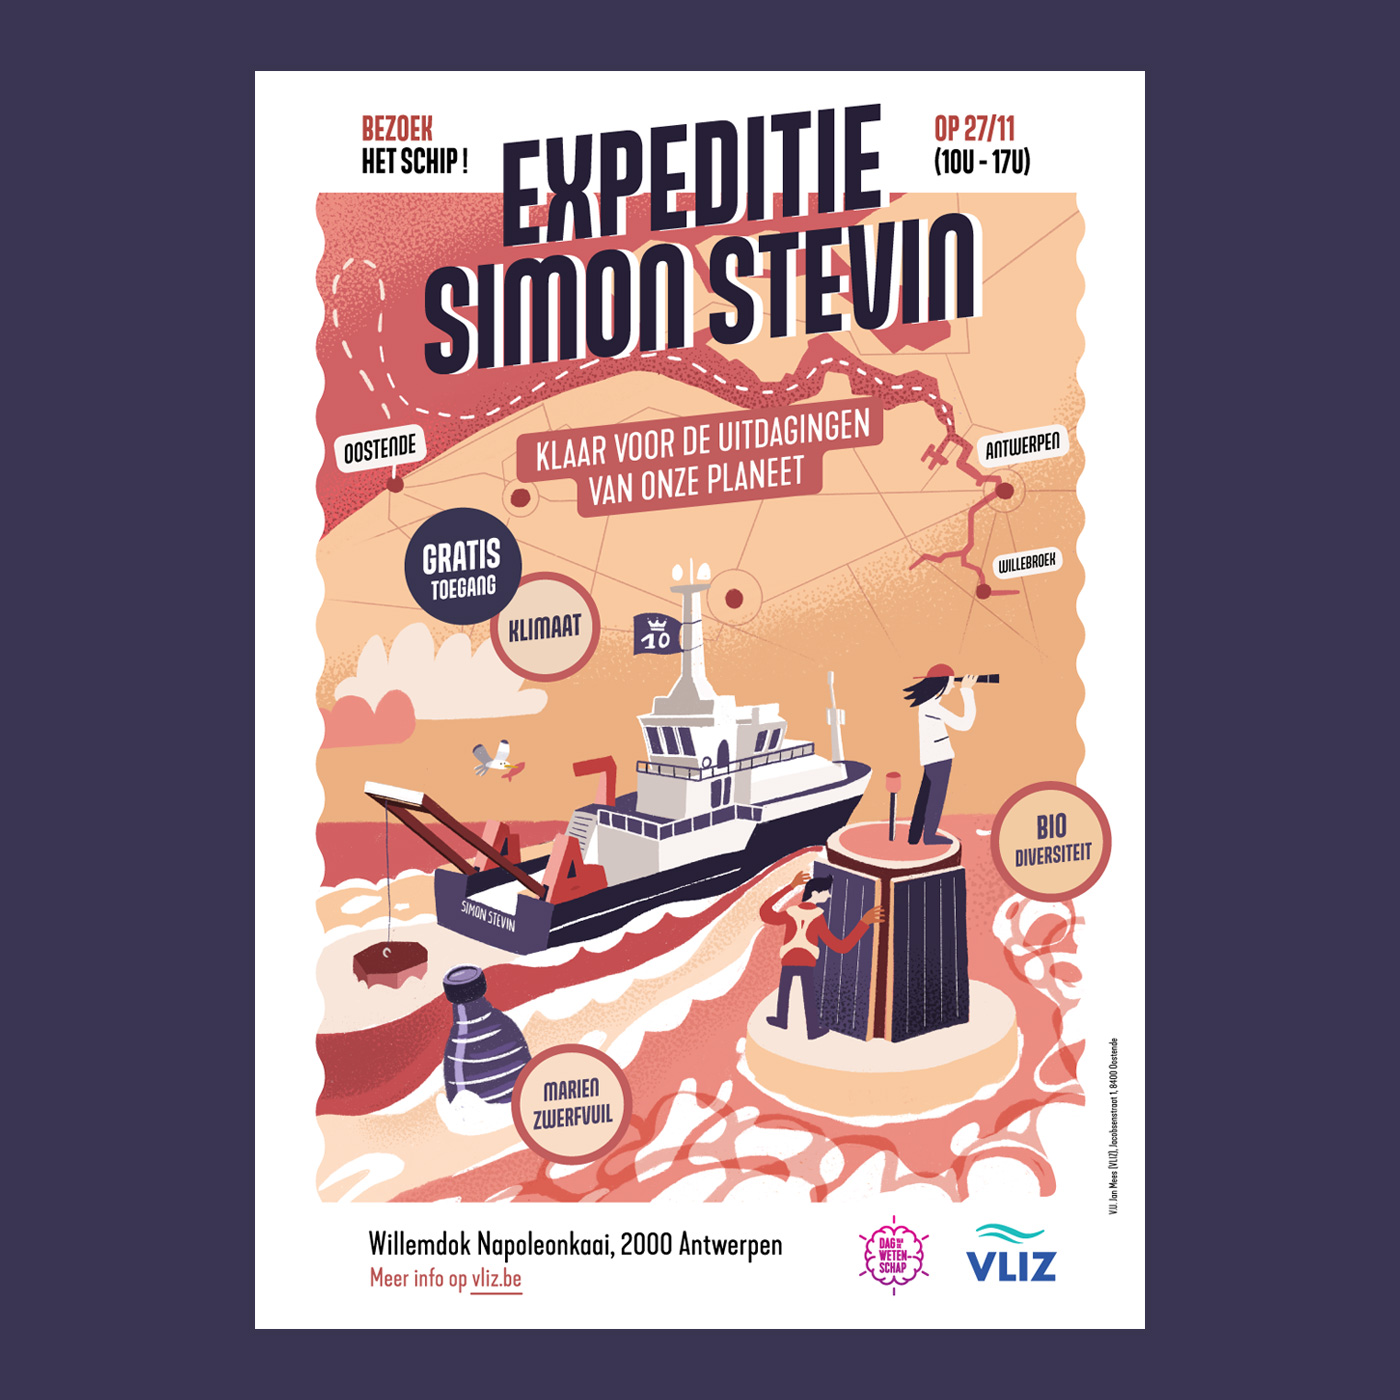 BEZOEK
HET SCHIP !
EXPEDITIE
SIMON STEVIN
OP 27/11
(10U - 17U)
KLAAR VOOR DE UITDAGINGEN
VAN ONZE PLANEET
OOSTENDE
ANTWERPEN
WILLEBROEK
GRATIS
TOEGANG
KLIMAAT
10
BIO
DIVERSITEIT
SIMON STEVIN
MARIEN
ZWERFVUIL
V.U. Jan Mees (VLIZ), Jacobsenstraat 1, 8400 Oostende
Willemdok Napoleonkaai, 2000 Antwerpen
Meer info op vliz.be
DAG VAN DE
WETEN-
SCHAP
VLIZ